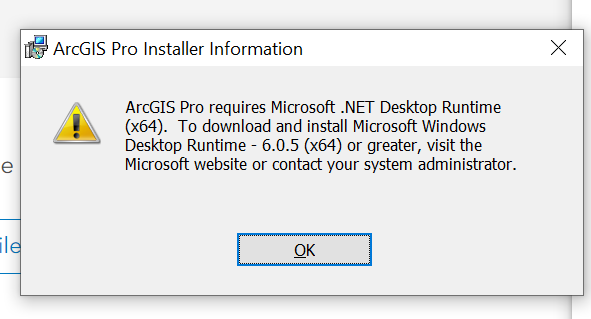 ArcGIS Pro Installer Information
ArcGIS Pro requires Microsoft .NET Desktop Runtime
(x64).  To download and install Microsoft Windows
Desktop Runtime - 6.0.5 (x64) or greater, visit the
Microsoft website or contact your system administrator.
e
ile
OK